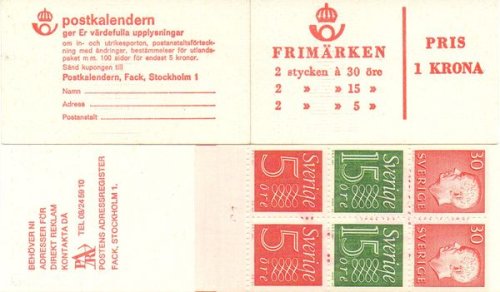 postkalendern
ger Er värdefulla upplysningar
om in- och utrikesporten, postanstaltsförteck-
ning med ändringar, bestämmelser för utlands-
paket m m. 100 sidor för endast 5 kronor.
Sänd kupongen till
Postkalendern, Fack, Stockholm 1
Namn
Adress
Postanstalt
FRIMÄRKEN
2 stycken à 30 öre
2 » » 15 »
2 » » 5 »
PRIS
1 KRONA
BEHÖVER NI
ADRESSER FÖR
DIREKT REKLAM
KONTAKTA DÅ
TEL 08/24 59 10
POSTENS ADRESSREGISTER
FACK, STOCKHOLM 1.
Sverige
5
ÖRE
Sverige
15
ÖRE
30
SVERIGE
Sverige
5
ÖRE
Sverige
15
ÖRE
30
SVERIGE